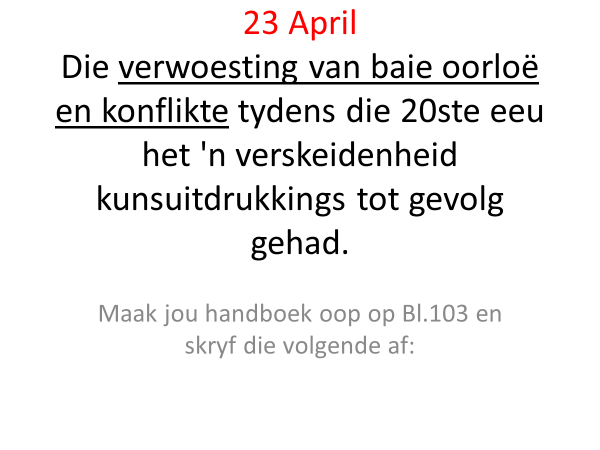 23 April
Die verwoesting van baie oorloë
en konflikte tydens die 20ste eeu
het 'n verskeidenheid
kunsuitdrukkings tot gevolg
gehad.
Maak jou handboek oop op Bl.103 en
skryf die volgende af: